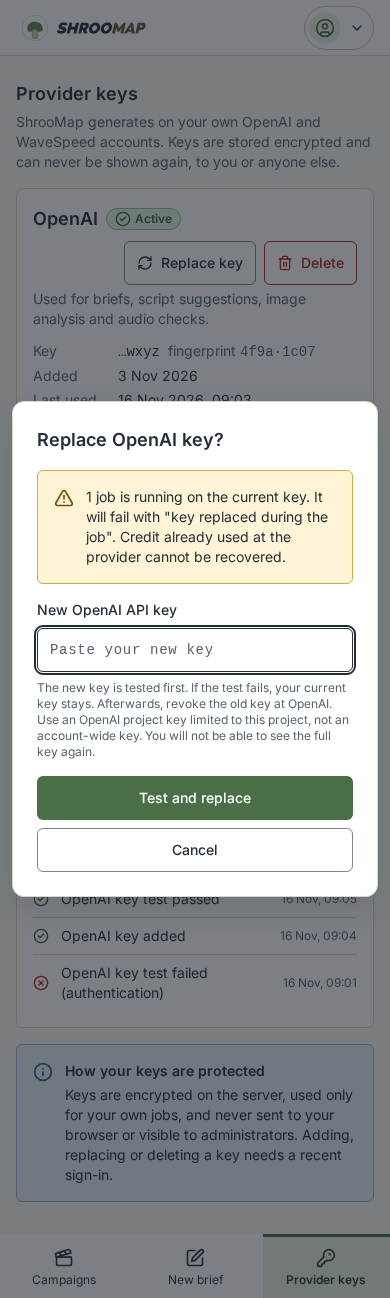 SHROOMAP
Provider keys
ShrooMap generates on your own OpenAI and
WaveSpeed accounts. Keys are stored encrypted and
can never be shown again, to you or anyone else.
OpenAI Active
Replace key Delete
Used for briefs, script suggestions, image
analysis and audio checks.
Key …wxyz fingerprint 4f9a·1c07
Added 3 Nov 2026
Last used 16 Nov 2026, 09:03
Replace OpenAI key?
1 job is running on the current key. It
will fail with "key replaced during the
job". Credit already used at the
provider cannot be recovered.
New OpenAI API key
Paste your new key
The new key is tested first. If the test fails, your current
key stays. Afterwards, revoke the old key at OpenAI.
Use an OpenAI project key limited to this project, not an
account-wide key. You will not be able to see the full
key again.
Test and replace
Cancel
OpenAI key test passed 16 Nov, 09:05
OpenAI key added 16 Nov, 09:04
OpenAI key test failed 16 Nov, 09:01
(authentication)
How your keys are protected
Keys are encrypted on the server, used only
for your own jobs, and never sent to your
browser or visible to administrators. Adding,
replacing or deleting a key needs a recent
sign-in.
Campaigns New brief Provider keys